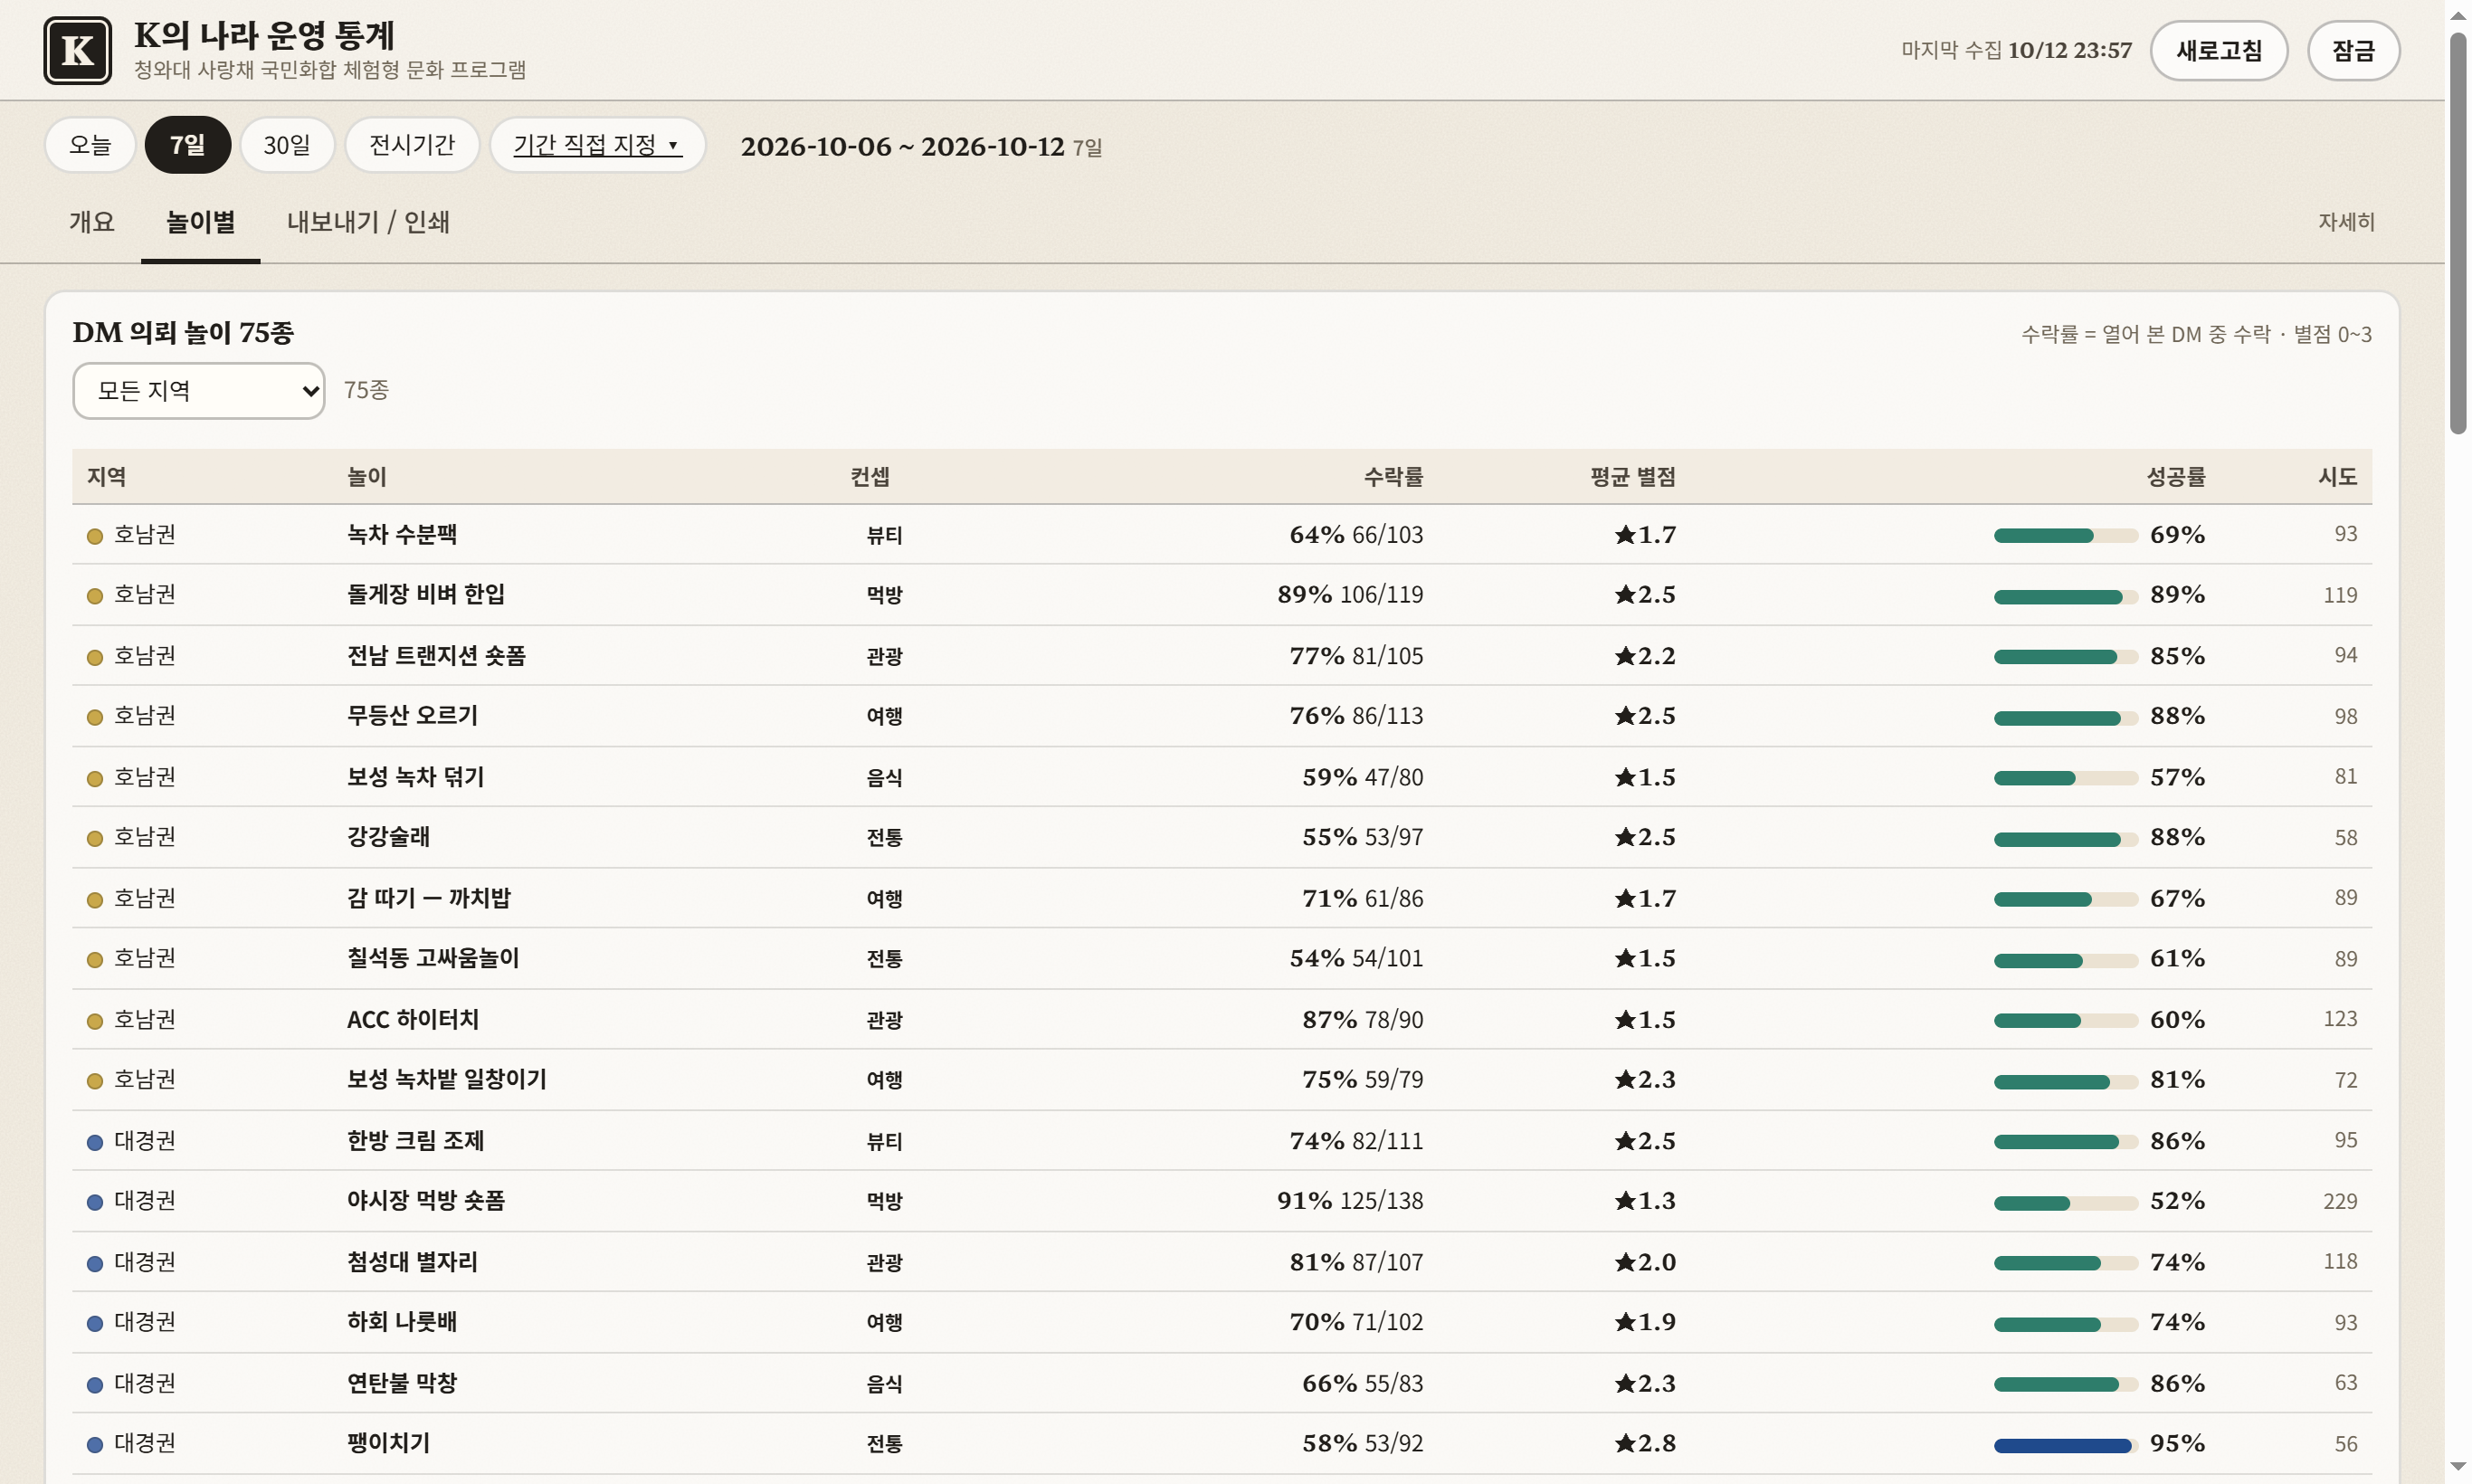 K
K의 나라 운영 통계
청와대 사랑채 국민화합 체험형 문화 프로그램
마지막 수집 10/12 23:57
새로고침
잠금
오늘
7일
30일
전시기간
기간 직접 지정 ▼
2026-10-06 ~ 2026-10-12 7일
개요
놀이별
내보내기 / 인쇄
자세히
DM 의뢰 놀이 75종
수락률 = 열어 본 DM 중 수락 · 별점 0~3
모든 지역
75종
지역 놀이 컨셉 수락률 평균 별점 성공률 시도
호남권 녹차 수분팩 뷰티 64% 66/103 ★1.7 69% 93
호남권 돌게장 비벼 한입 먹방 89% 106/119 ★2.5 89% 119
호남권 전남 트랜지션 숏폼 관광 77% 81/105 ★2.2 85% 94
호남권 무등산 오르기 여행 76% 86/113 ★2.5 88% 98
호남권 보성 녹차 덖기 음식 59% 47/80 ★1.5 57% 81
호남권 강강술래 전통 55% 53/97 ★2.5 88% 58
호남권 감 따기 — 까치밥 여행 71% 61/86 ★1.7 67% 89
호남권 칠석동 고싸움놀이 전통 54% 54/101 ★1.5 61% 89
호남권 ACC 하이터치 관광 87% 78/90 ★1.5 60% 123
호남권 보성 녹차밭 일창이기 여행 75% 59/79 ★2.3 81% 72
대경권 한방 크림 조제 뷰티 74% 82/111 ★2.5 86% 95
대경권 야시장 먹방 숏폼 먹방 91% 125/138 ★1.3 52% 229
대경권 첨성대 별자리 관광 81% 87/107 ★2.0 74% 118
대경권 하회 나룻배 여행 70% 71/102 ★1.9 74% 93
대경권 연탄불 막창 음식 66% 55/83 ★2.3 86% 63
대경권 팽이치기 전통 58% 53/92 ★2.8 95% 56